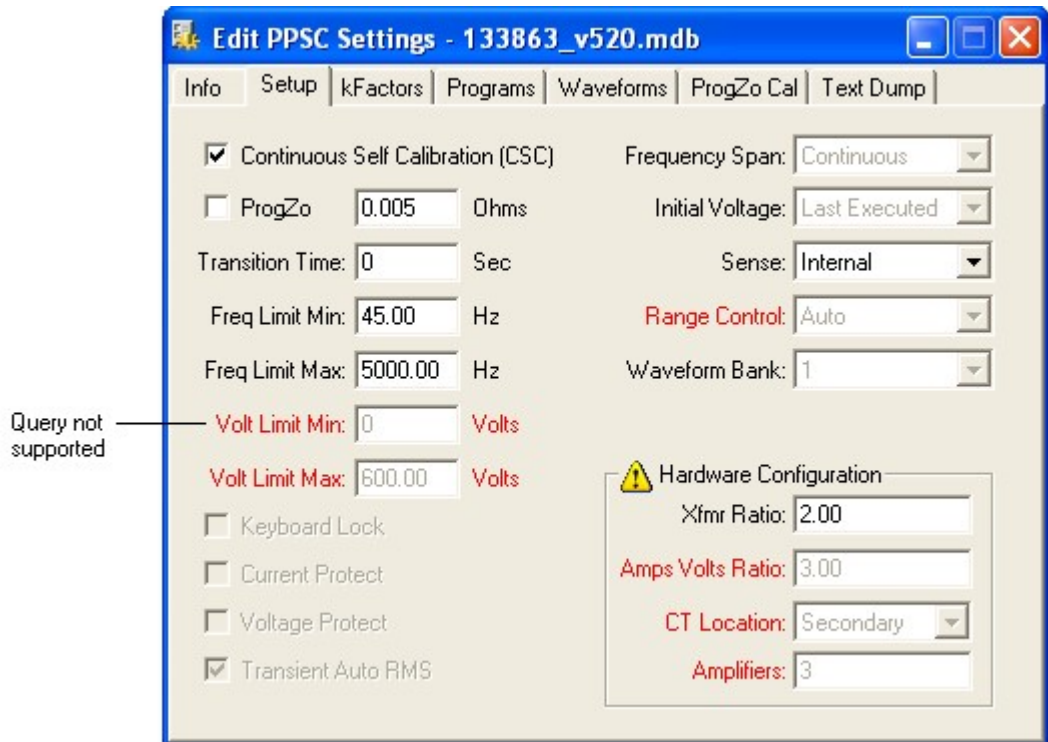 Edit PPSC Settings - 133863_v520.mdb
Info Setup kFactors Programs Waveforms ProgZo Cal Text Dump
Continuous Self Calibration (CSC)
ProgZo 0.005 Ohms
Transition Time: 0 Sec
Freq Limit Min: 45.00 Hz
Freq Limit Max: 5000.00 Hz
Query not
supported
Volt Limit Min: 0 Volts
Volt Limit Max: 600.00 Volts
Keyboard Lock
Current Protect
Voltage Protect
Transient Auto RMS
Frequency Span: Continuous
Initial Voltage: Last Executed
Sense: Internal
Range Control: Auto
Waveform Bank: 1
Hardware Configuration
Xfmr Ratio: 2.00
Amps Volts Ratio: 3.00
CT Location: Secondary
Amplifiers: 3